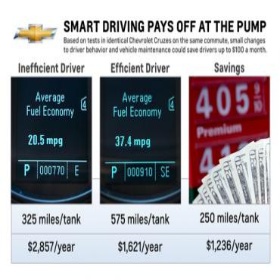 SMART DRIVING PAYS OFF AT THE PUMP
Based on tests in identical Chevrolet Cruzes on the same commute, small changes
to driver behavior and vehicle maintenance could save drivers up to $100 a month.
Inefficient Driver
Efficient Driver
Savings
Average
Fuel Economy
20.5 mpg
P 000770 E
Average
Fuel Economy
37.4 mpg
P 000910 SE
405 9
10
Premium
325 miles/tank
575 miles/tank
250 miles/tank
$2,857/year
$1,621/year
$1,236/year